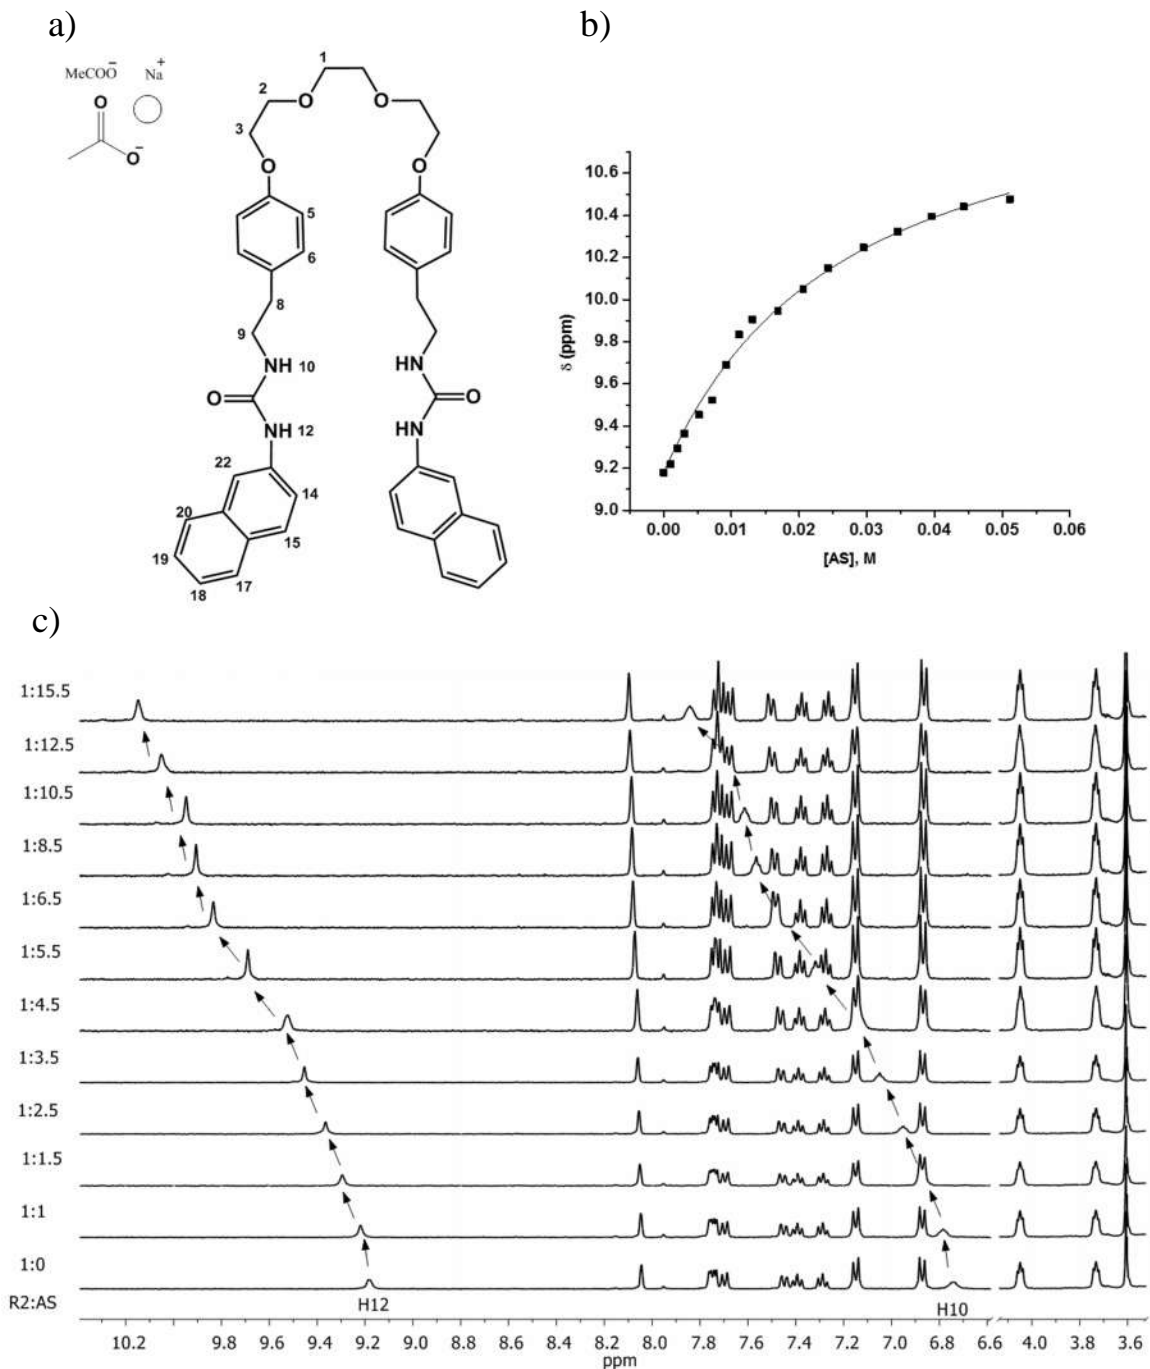 a)
MeCOO⁻ Na⁺
O
O⁻
1
2
O
O
3
O
O
5
6
8
9
NH 10
HN
O
O
NH 12
HN
22
14
20
15
19
17
18
b)
10.6
10.4
10.2
10.0
9.8
9.6
9.4
9.2
9.0
δ (ppm)
0.00 0.01 0.02 0.03 0.04 0.05 0.06
[AS], M
c)
1:15.5
1:12.5
1:10.5
1:8.5
1:6.5
1:5.5
1:4.5
1:3.5
1:2.5
1:1.5
1:1
1:0
R2:AS
H12
H10
10.2 9.9 9.6 9.3 9.0 8.7 8.4 8.2 8.0 7.8 7.6 7.4 7.2 7.0 6.8 6.6 4.0 3.8 3.6
ppm